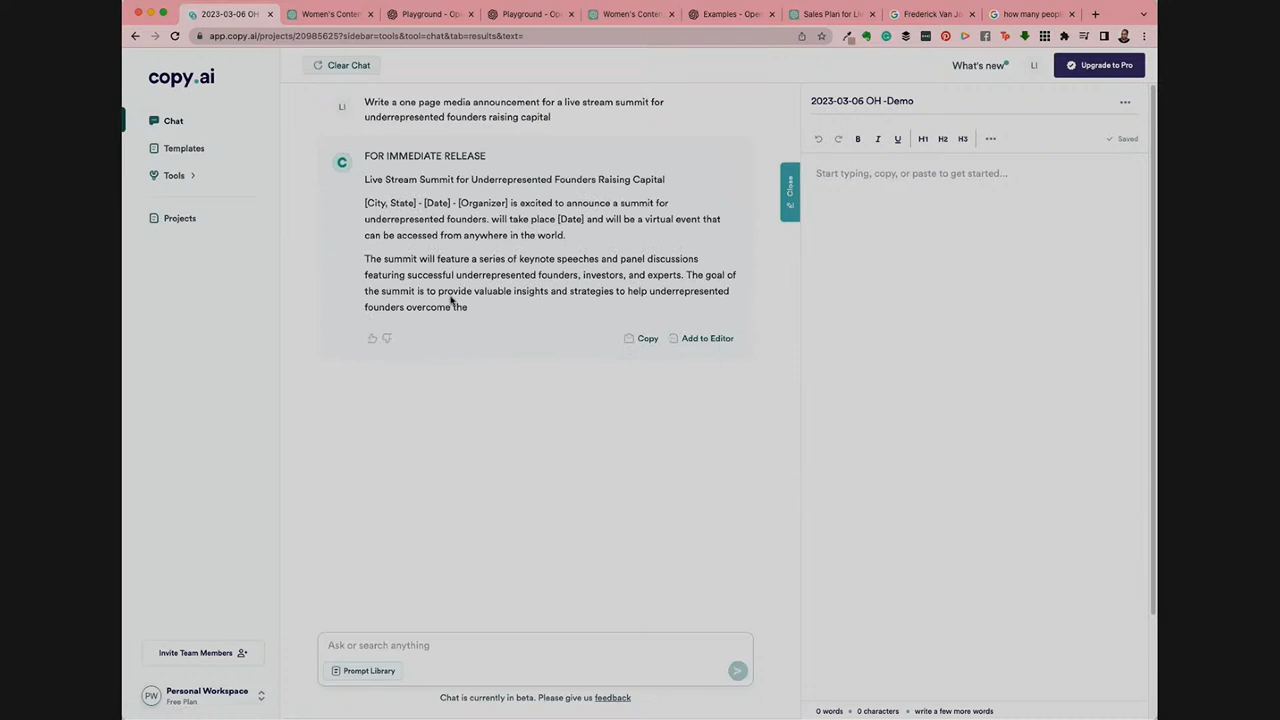 2023-03-06 OH
Women's Conten
Playground - Ope
Playground - Ope
Women's Conten
Examples - Open
Sales Plan for Liv
Frederick Van Jo
how many peopl
app.copy.ai/projects/20985625?sidebar=tools&tool=chat&tab=results&text=
copy.ai
Chat
Templates
Tools
Projects
Invite Team Members
PW
Personal Workspace
Free Plan
Clear Chat
What's new
LI
Upgrade to Pro
LI
Write a one page media announcement for a live stream summit for
underrepresented founders raising capital
C
FOR IMMEDIATE RELEASE
Live Stream Summit for Underrepresented Founders Raising Capital
[City, State] - [Date] - [Organizer] is excited to announce a summit for
underrepresented founders. will take place [Date] and will be a virtual event that
can be accessed from anywhere in the world.
The summit will feature a series of keynote speeches and panel discussions
featuring successful underrepresented founders, investors, and experts. The goal of
the summit is to provide valuable insights and strategies to help underrepresented
founders overcome the
Copy
Add to Editor
Close
Ask or search anything
Prompt Library
Chat is currently in beta. Please give us feedback
2023-03-06 OH -Demo
B I U H1 H2 H3
Saved
Start typing, copy, or paste to get started...
0 words • 0 characters • write a few more words